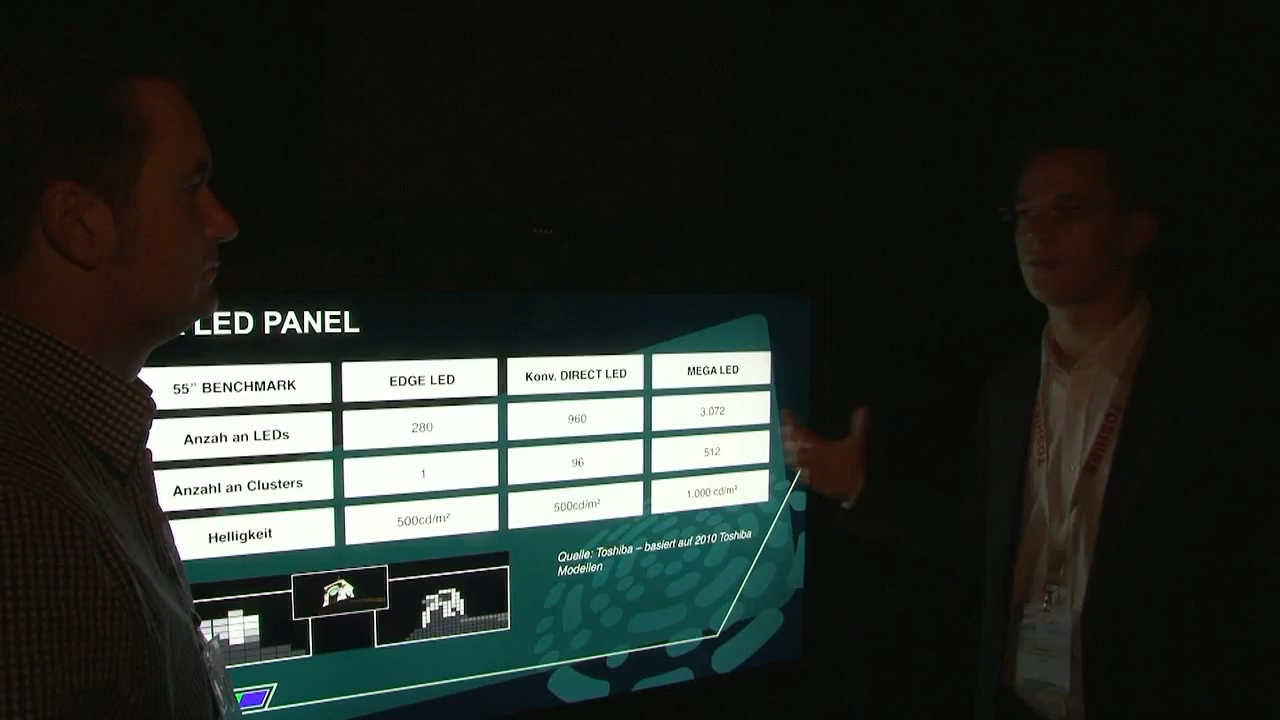 LED PANEL
55" BENCHMARK EDGE LED Konv. DIRECT LED MEGA LED
Anzah an LEDs 280 960 3.072
Anzahl an Clusters 1 96 512
Helligkeit 500cd/m² 500cd/m² 1.000 cd/m²
Quelle: Toshiba – basiert auf 2010 Toshiba
Modellen
TOSHIBA
TOSHIBA